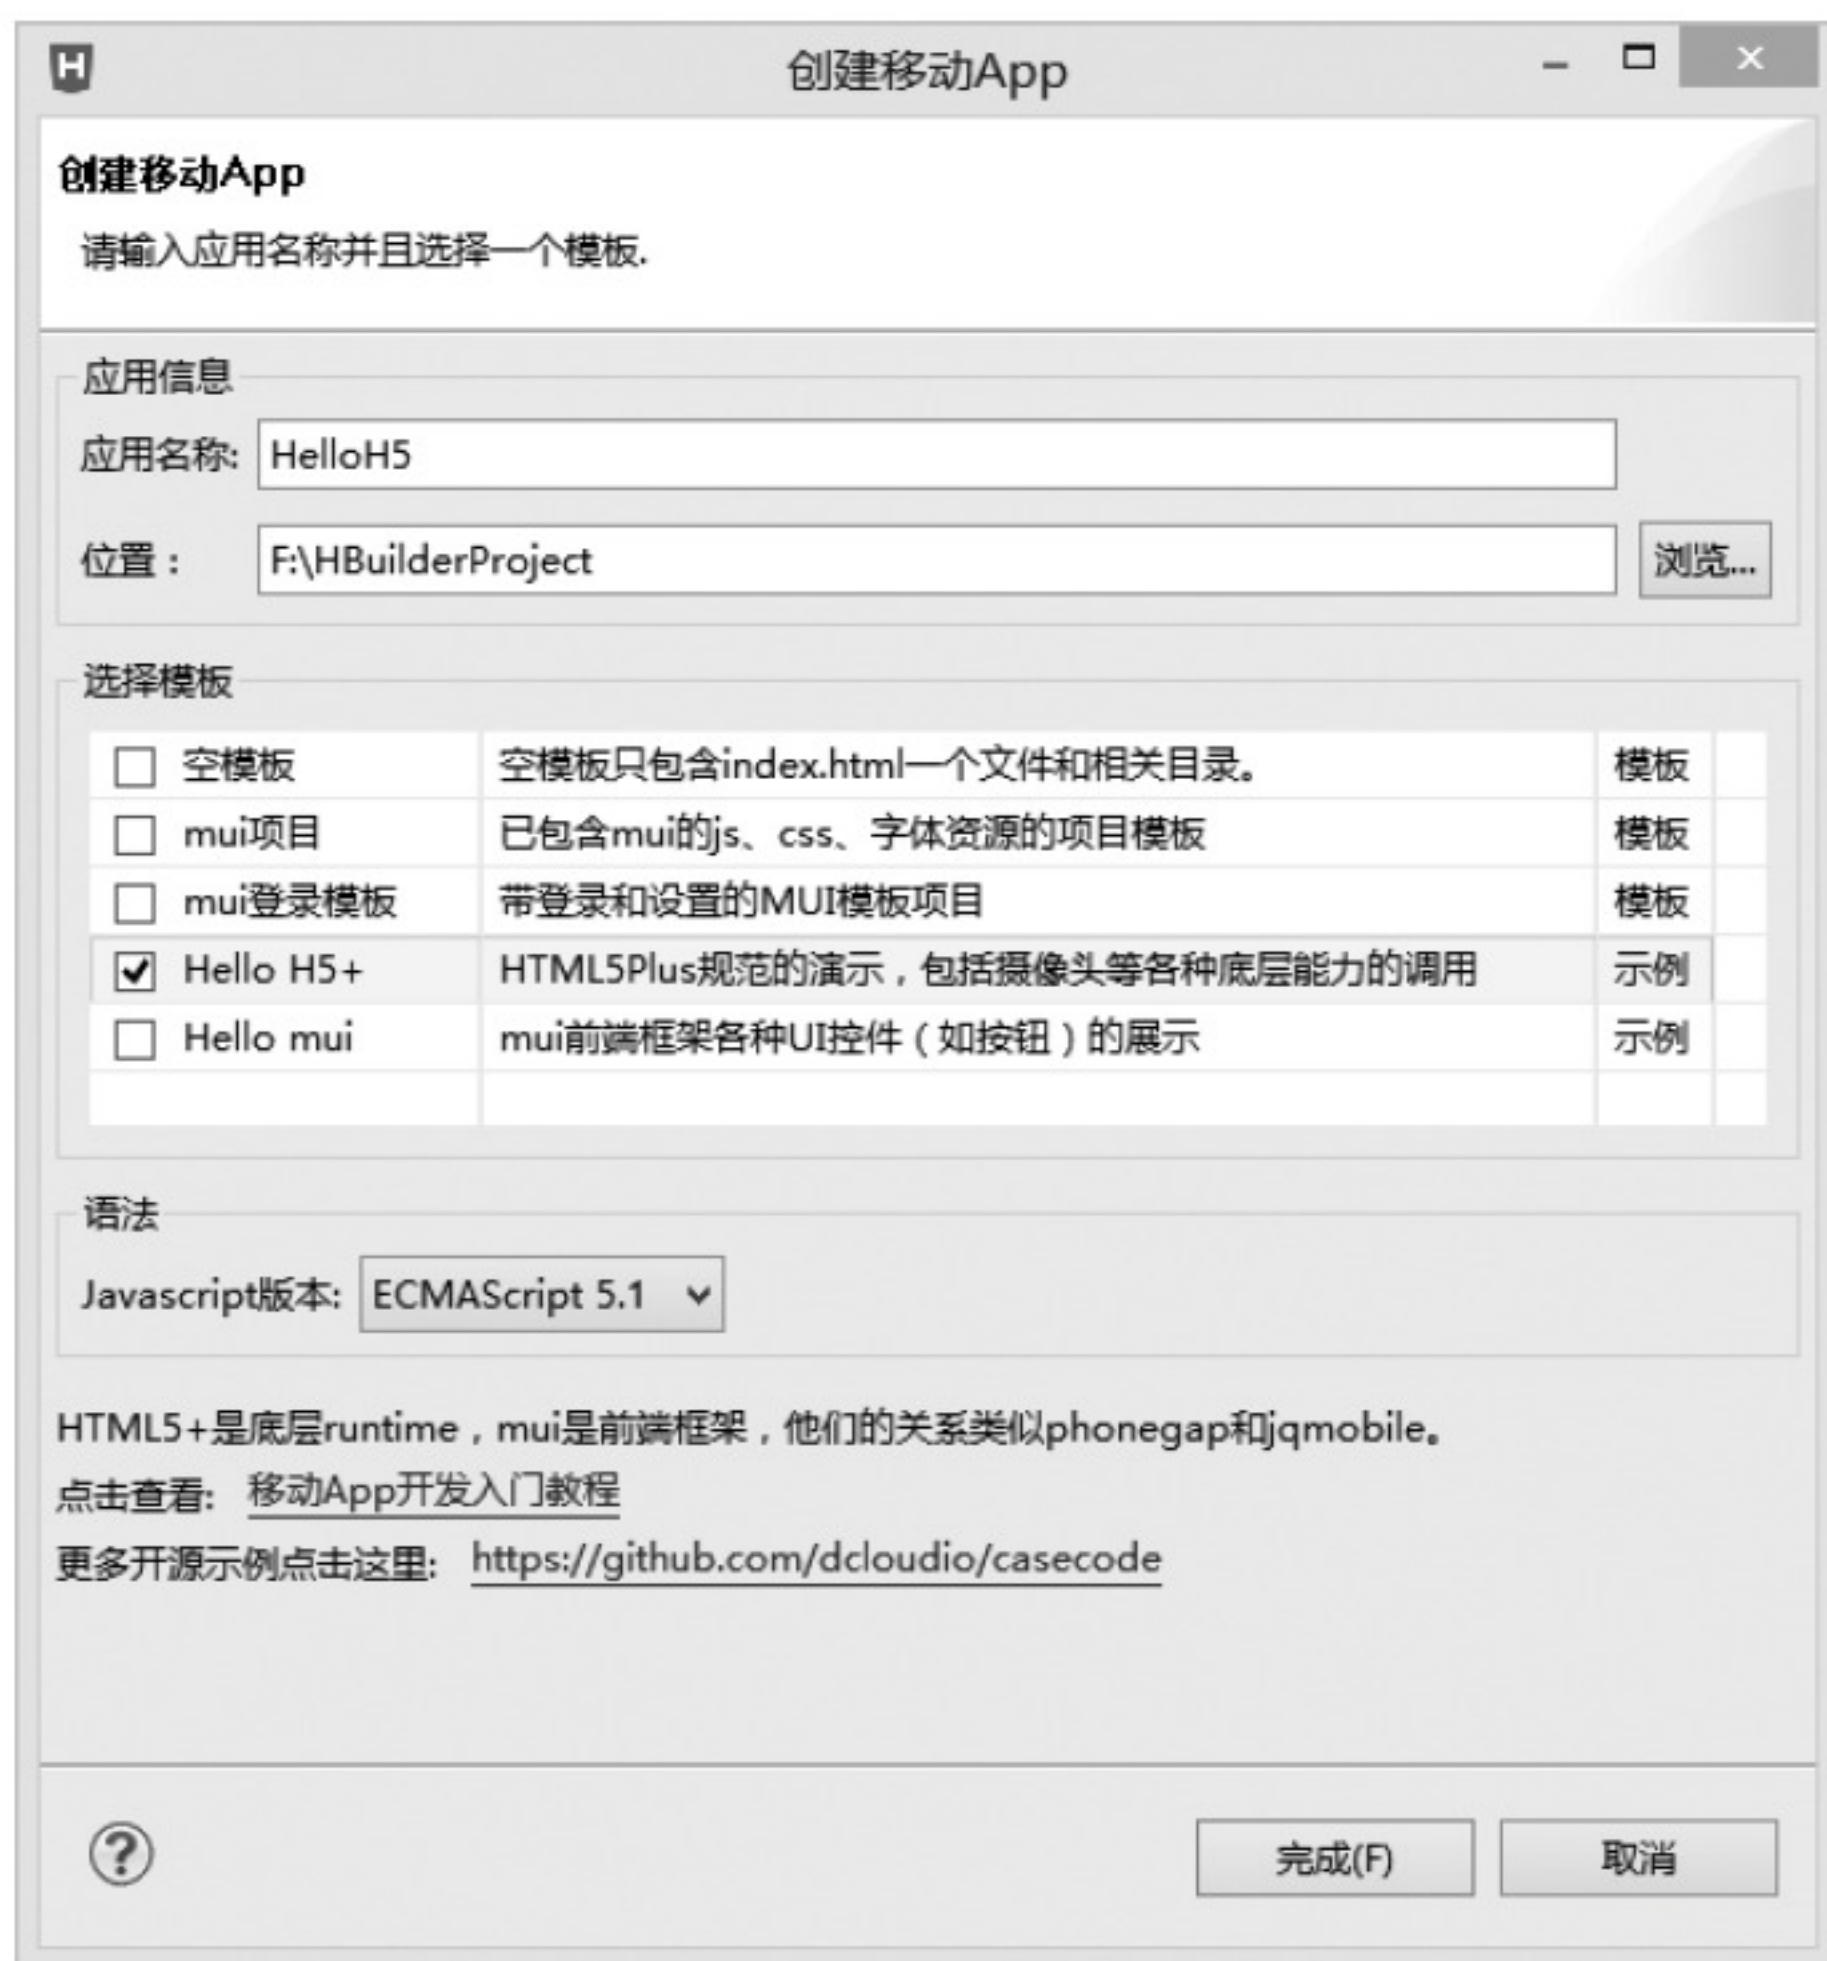 H
创建移动App
创建移动App
请输入应用名称并且选择一个模板.
应用信息
应用名称: HelloH5
位置： F:\HBuilderProject 浏览...
选择模板
空模板 空模板只包含index.html一个文件和相关目录。 模板
mui项目 已包含mui的js、css、字体资源的项目模板 模板
mui登录模板 带登录和设置的MUI模板项目 模板
Hello H5+ HTML5Plus规范的演示，包括摄像头等各种底层能力的调用 示例
Hello mui mui前端框架各种UI控件（如按钮）的展示 示例
语法
Javascript版本: ECMAScript 5.1
HTML5+是底层runtime，mui是前端框架，他们的关系类似phonegap和jqmobile。
点击查看: 移动App开发入门教程
更多开源示例点击这里: https://github.com/dcloudio/casecode
? 完成(F) 取消